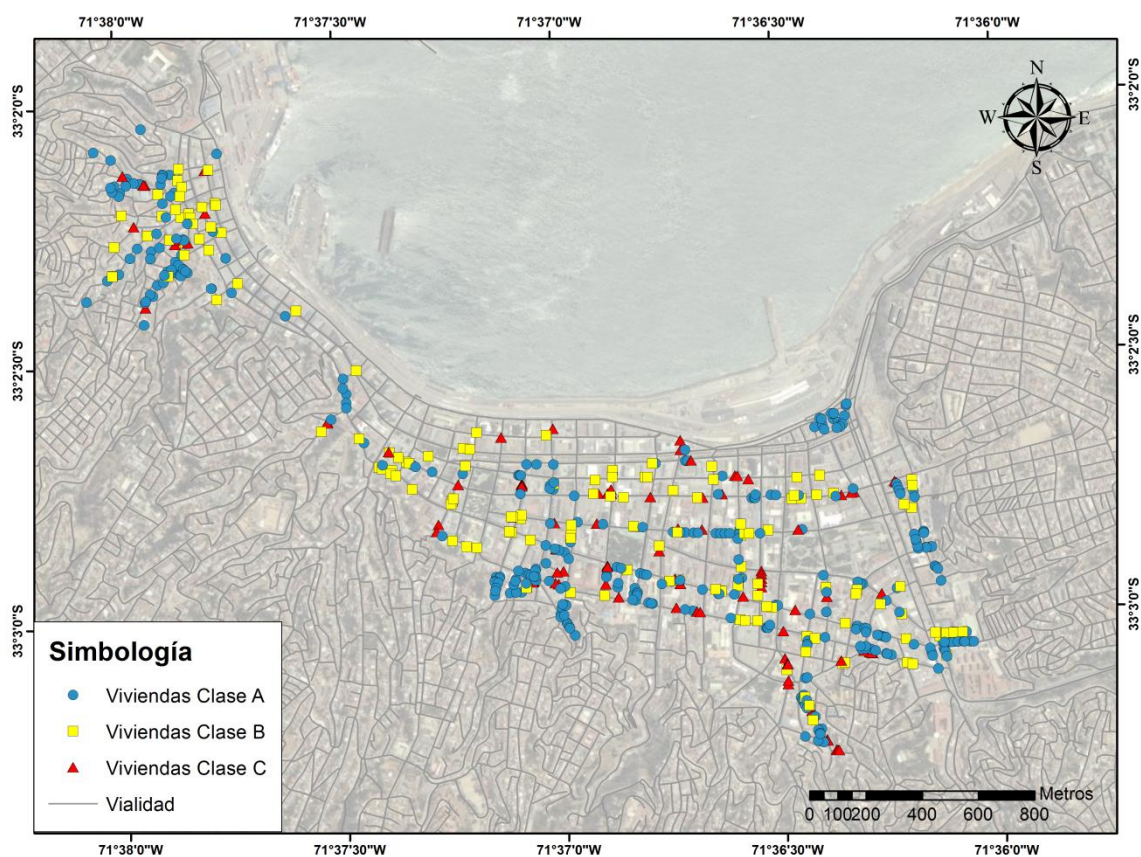 71°38'0"W 71°37'30"W 71°37'0"W 71°36'30"W 71°36'0"W
N
W E
S
33°2'0"S 33°2'0"S
33°2'30"S 33°2'30"S
33°3'0"S 33°3'0"S
Simbología
Viviendas Clase A
Viviendas Clase B
Viviendas Clase C
Vialidad
Metros
0 100 200 400 600 800
71°38'0"W 71°37'30"W 71°37'0"W 71°36'30"W 71°36'0"W